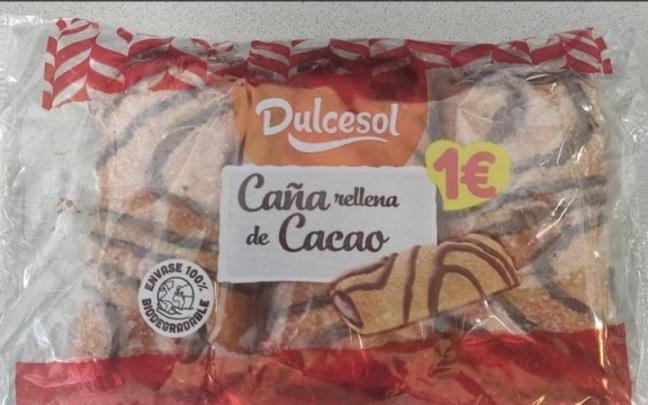 Dulcesol
1€
Caña rellena
de Cacao
ENVASE 100%
BIODEGRADABLE